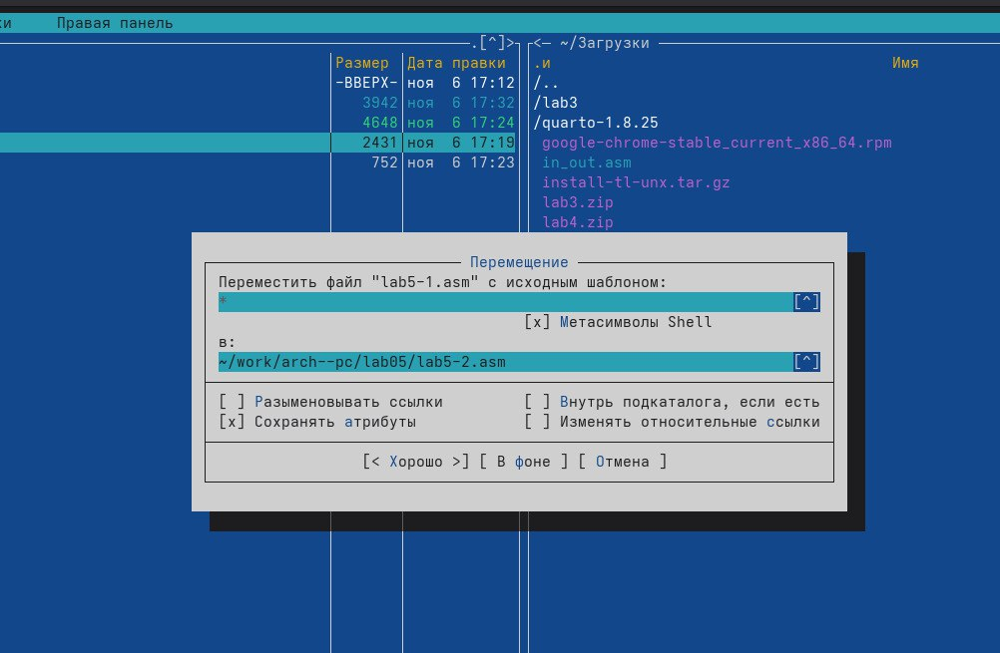 ки Правая панель
.[^]>
<— ~/Загрузки
Размер Дата правки
.и Имя
-ВВЕРХ- ноя 6 17:12
/..
3942 ноя 6 17:32
/lab3
4648 ноя 6 17:24
/quarto-1.8.25
2431 ноя 6 17:19
google-chrome-stable_current_x86_64.rpm
752 ноя 6 17:23
in_out.asm
install-tl-unx.tar.gz
lab3.zip
lab4.zip
Перемещение
Переместить файл "lab5-1.asm" с исходным шаблоном:
* [^]
[x] Метасимволы Shell
в:
~/work/arch--pc/lab05/lab5-2.asm [^]
[ ] Разыменовывать ссылки [ ] Внутрь подкаталога, если есть
[x] Сохранять атрибуты [ ] Изменять относительные ссылки
[< Хорошо >] [ В фоне ] [ Отмена ]